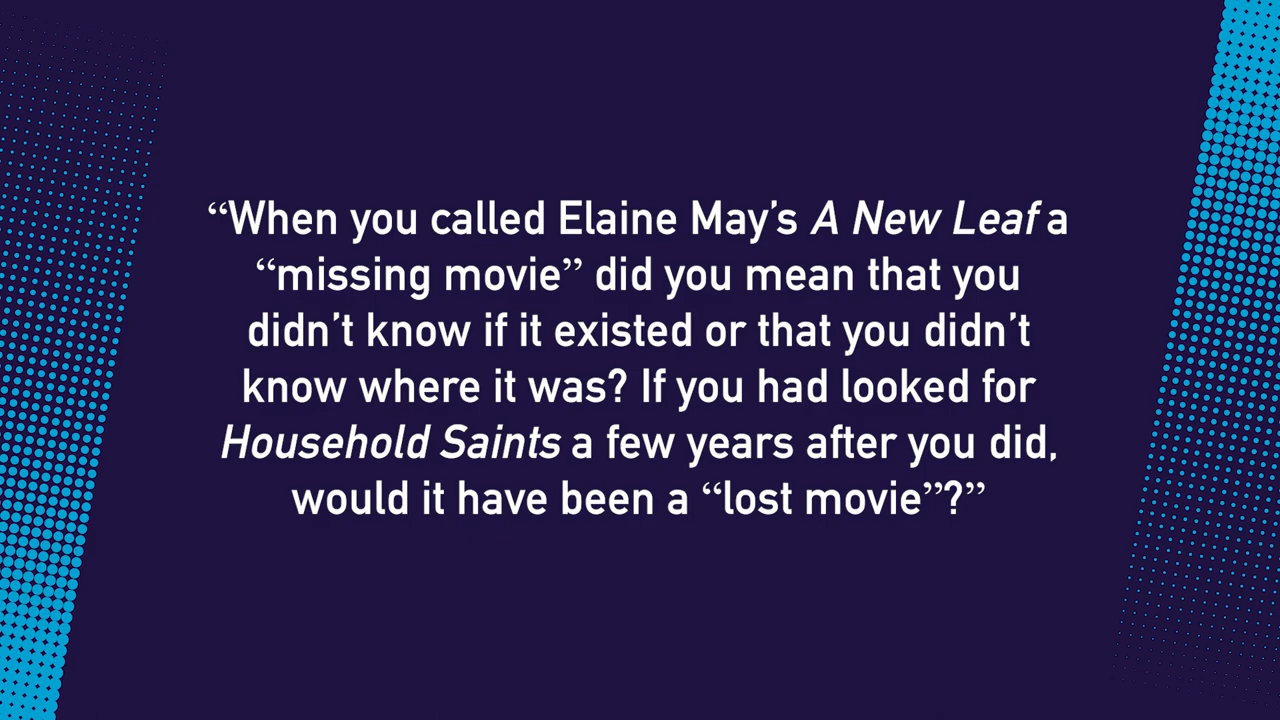 “When you called Elaine May’s A New Leaf a
“missing movie” did you mean that you
didn’t know if it existed or that you didn’t
know where it was? If you had looked for
Household Saints a few years after you did,
would it have been a “lost movie”?”